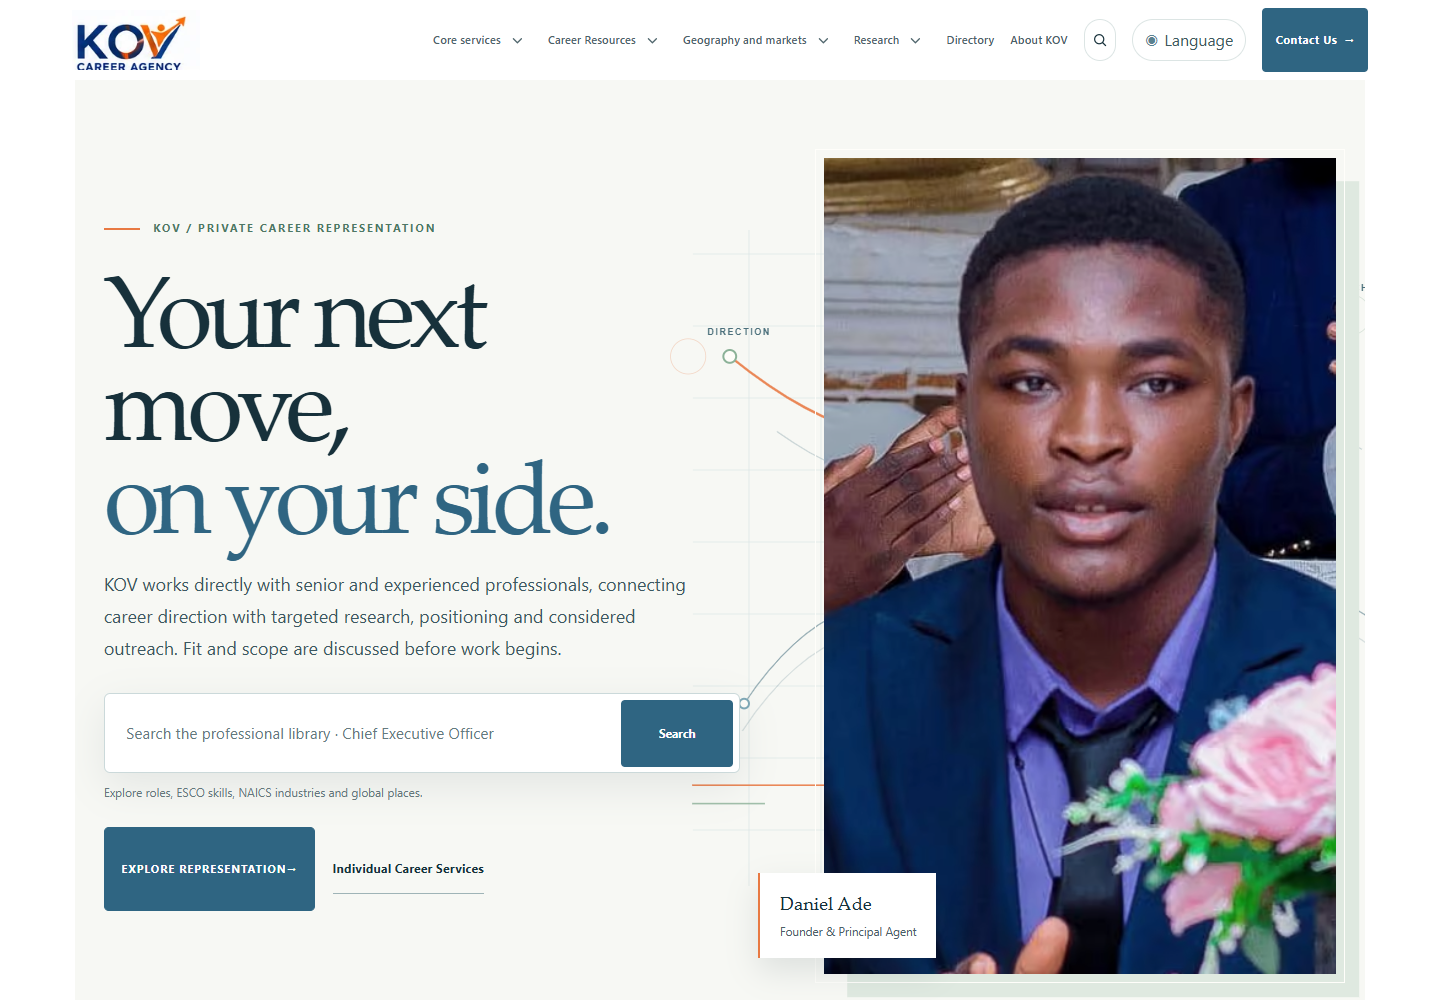 KOV
CAREER AGENCY
Core services
Career Resources
Geography and markets
Research
Directory
About KOV
Language
Contact Us →
KOV / PRIVATE CAREER REPRESENTATION
Your next
move,
on your side.
KOV works directly with senior and experienced professionals, connecting
career direction with targeted research, positioning and considered
outreach. Fit and scope are discussed before work begins.
Search the professional library · Chief Executive Officer
Search
Explore roles, ESCO skills, NAICS industries and global places.
EXPLORE REPRESENTATION→
Individual Career Services
DIRECTION
Daniel Ade
Founder & Principal Agent